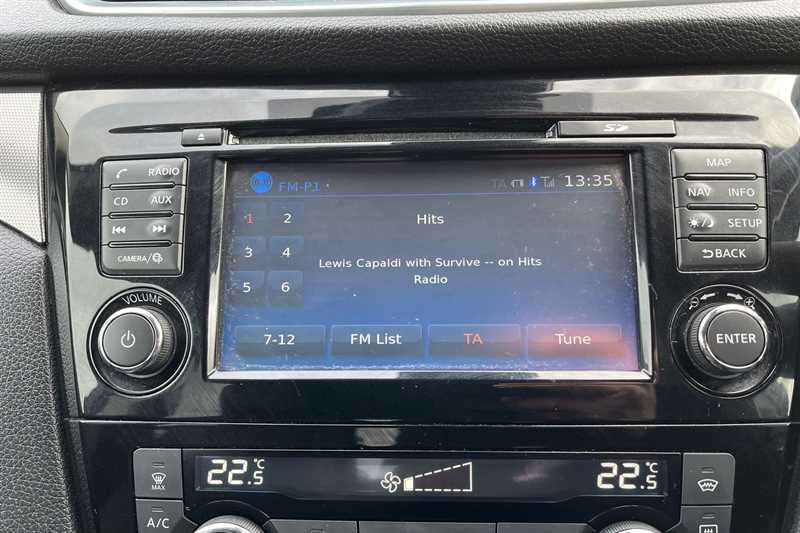 FM-P1
TA
13:35
1 2
3 4
5 6
Hits
Lewis Capaldi with Survive -- on Hits
Radio
7-12
FM List
TA
Tune
RADIO
CD AUX
CAMERA/
VOLUME
SD
MAP
NAV INFO
SETUP
BACK
ENTER
22.5 °C
22.5 °C
MAX
A/C